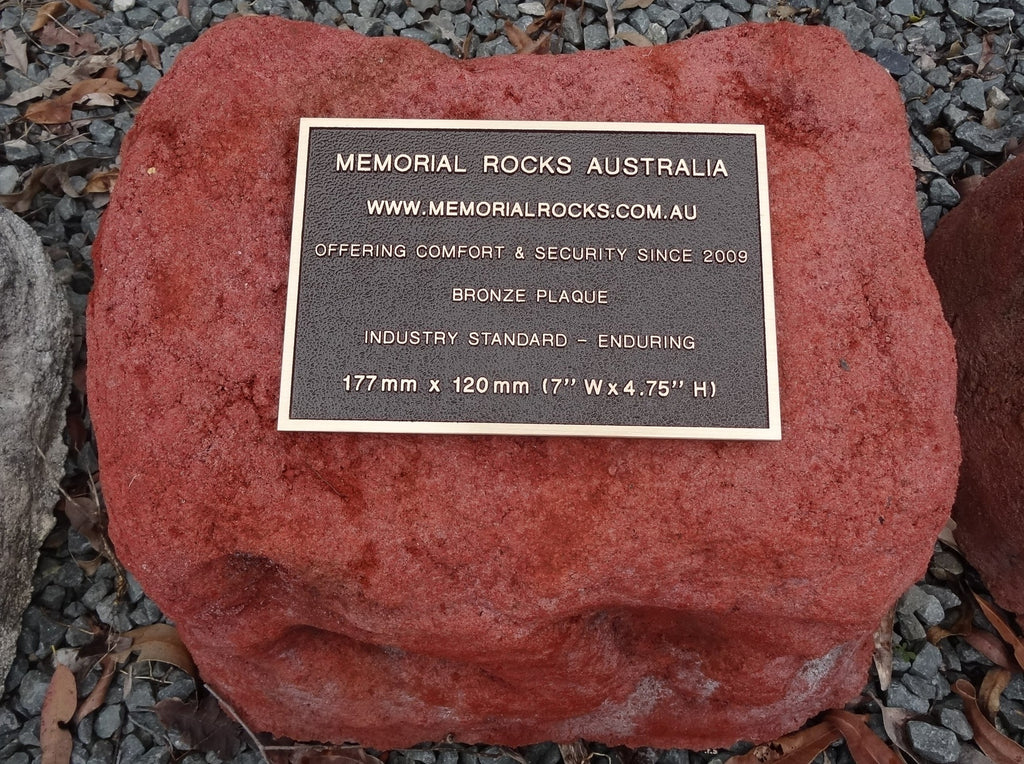 MEMORIAL ROCKS AUSTRALIA
WWW.MEMORIALROCKS.COM.AU
OFFERING COMFORT & SECURITY SINCE 2009
BRONZE PLAQUE
INDUSTRY STANDARD - ENDURING
177mm x 120mm (7'' W x 4.75'' H)